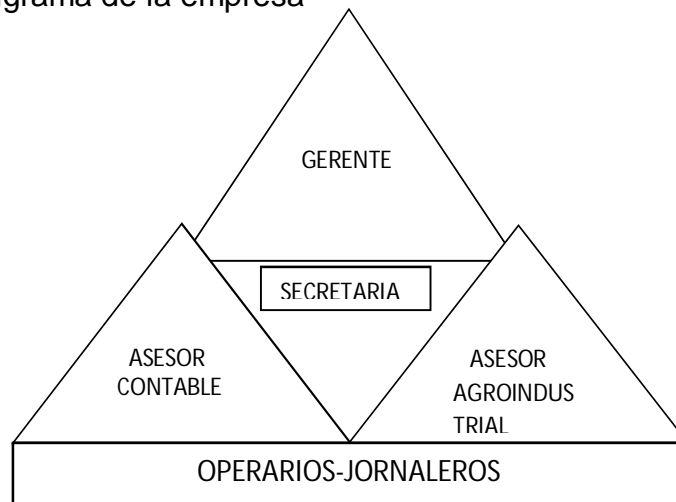 grama de la empresa
GERENTE
SECRETARIA
ASESOR
CONTABLE
ASESOR
AGROINDUS
TRIAL
OPERARIOS-JORNALEROS